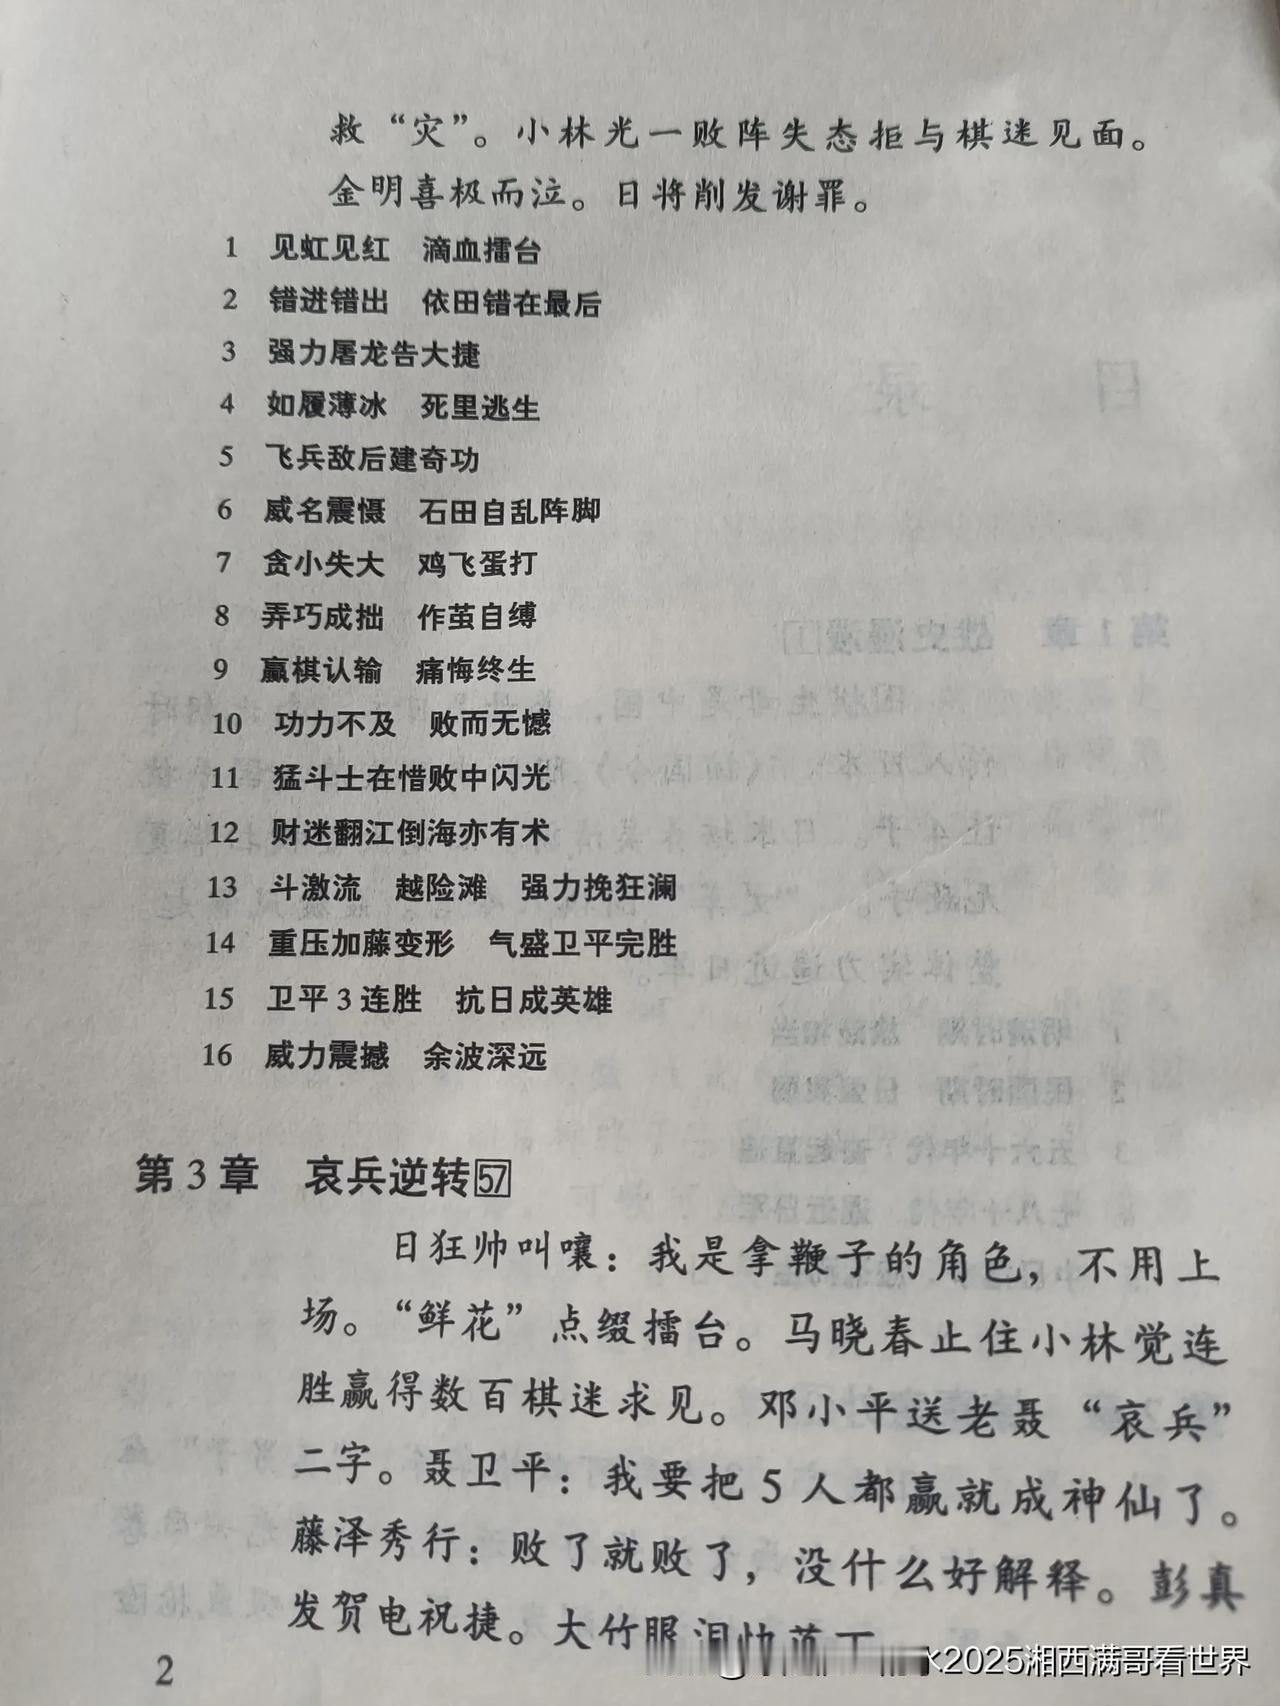 救“灾”。小林光一败阵失态拒与棋迷见面。
金明喜极而泣。日将削发谢罪。
1 见虹见红 滴血擂台
2 错进错出 依田错在最后
3 强力屠龙告大捷
4 如履薄冰 死里逃生
5 飞兵敌后建奇功
6 威名震慑 石田自乱阵脚
7 贪小失大 鸡飞蛋打
8 弄巧成拙 作茧自缚
9 赢棋认输 痛悔终生
10 功力不及 败而无憾
11 猛斗士在惜败中闪光
12 财迷翻江倒海亦有术
13 斗激流 越险滩 强力挽狂澜
14 重压加藤变形 气盛卫平完胜
15 卫平3连胜 抗日成英雄
16 威力震撼 余波深远
第3章 哀兵逆转57
日狂帅叫嚷：我是拿鞭子的角色，不用上
场。“鲜花”点缀擂台。马晓春止住小林觉连
胜赢得数百棋迷求见。邓小平送老聂“哀兵”
二字。聂卫平：我要把5人都赢就成神仙了。
藤泽秀行：败了就败了，没什么好解释。彭真
发贺电祝捷。大竹眼泪
2
2025湘西满哥看世界